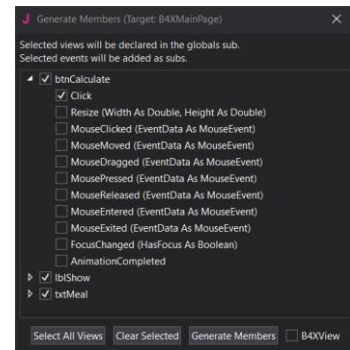 Generate Members (Target: B4XMainPage)
Selected views will be declared in the globals sub.
Selected events will be added as subs.
btnCalculate
Click
Resize (Width As Double, Height As Double)
MouseClicked (EventData As MouseEvent)
MouseMoved (EventData As MouseEvent)
MouseDragged (EventData As MouseEvent)
MousePressed (EventData As MouseEvent)
MouseReleased (EventData As MouseEvent)
MouseEntered (EventData As MouseEvent)
MouseExited (EventData As MouseEvent)
FocusChanged (HasFocus As Boolean)
AnimationCompleted
lblShow
txtMeal
Select All Views Clear Selected Generate Members B4XView